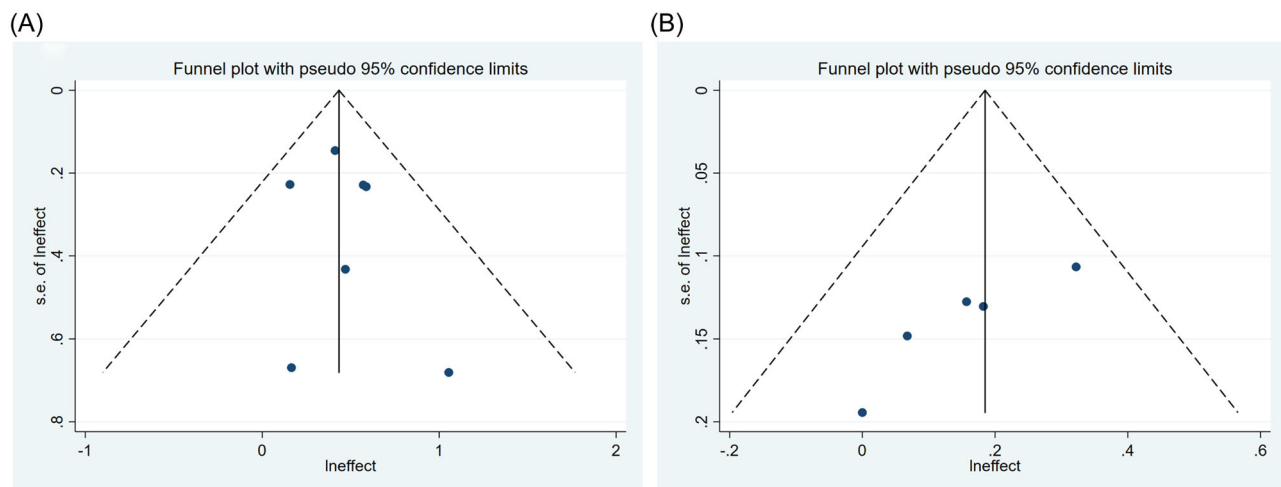 (A)
Funnel plot with pseudo 95% confidence limits
s.e. of lneffect
0
.2
.4
.6
.8
-1
0
1
2
lneffect
(B)
Funnel plot with pseudo 95% confidence limits
s.e. of lneffect
0
.05
.1
.15
.2
-.2
0
.2
.4
.6
lneffect